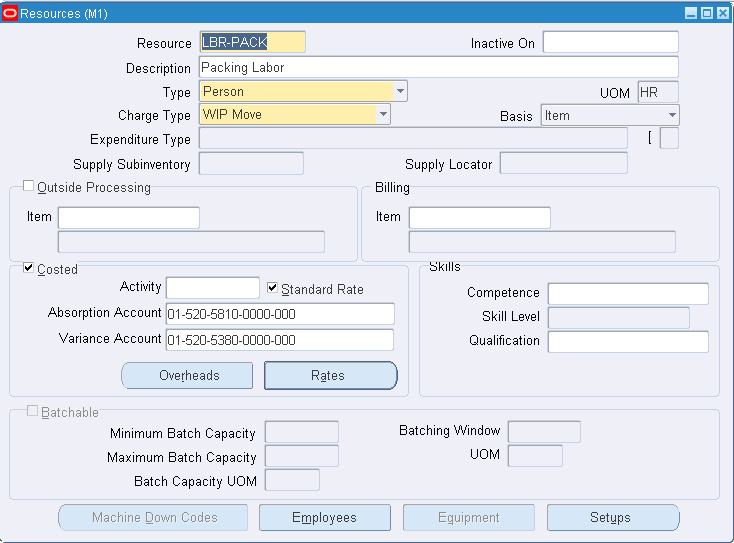 Resources (M1)
Resource LBR-PACK Inactive On
Description Packing Labor
Type Person UOM HR
Charge Type WIP Move Basis Item
Expenditure Type [
Supply Subinventory Supply Locator
Outside Processing Billing
Item Item
Costed Skills
Activity Standard Rate Competence
Absorption Account 01-520-5810-0000-000 Skill Level
Variance Account 01-520-5380-0000-000 Qualification
Overheads Rates
Batchable
Minimum Batch Capacity Batching Window
Maximum Batch Capacity UOM
Batch Capacity UOM
Machine Down Codes Employees Equipment Setups